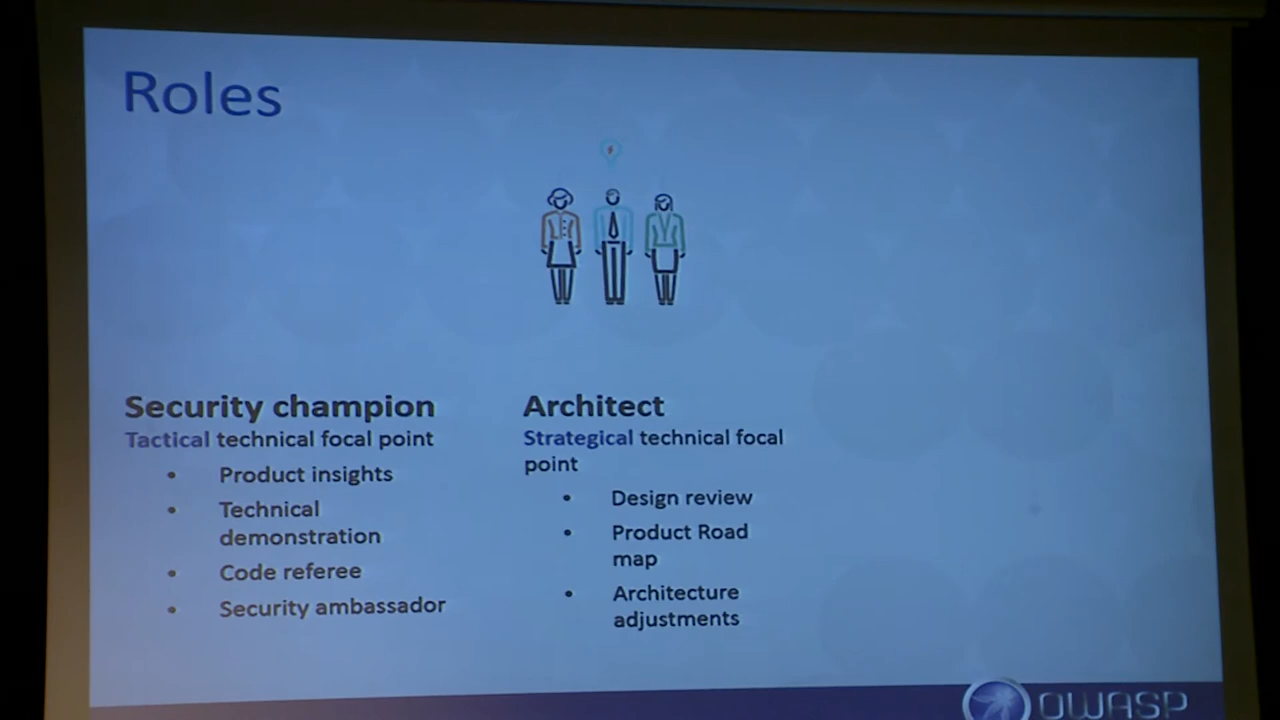 Roles
Security champion
Tactical technical focal point
• Product insights
• Technical
demonstration
• Code referee
• Security ambassador
Architect
Strategical technical focal
point
• Design review
• Product Road
map
• Architecture
adjustments
OWASP